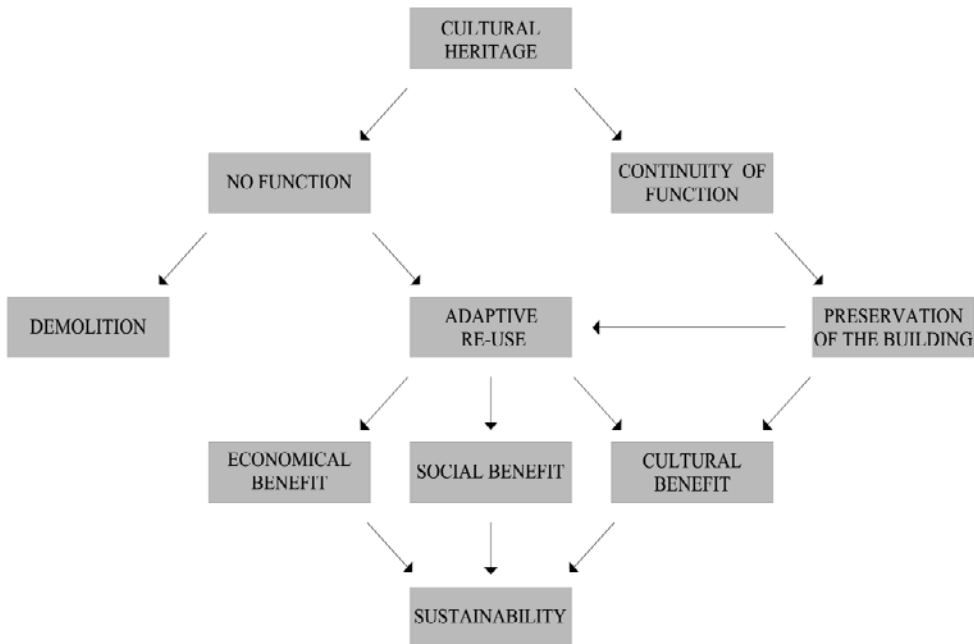 CULTURAL
HERITAGE
NO FUNCTION
CONTINUITY OF
FUNCTION
DEMOLITION
ADAPTIVE
RE-USE
PRESERVATION
OF THE BUILDING
ECONOMICAL
BENEFIT
SOCIAL BENEFIT
CULTURAL
BENEFIT
SUSTAINABILITY